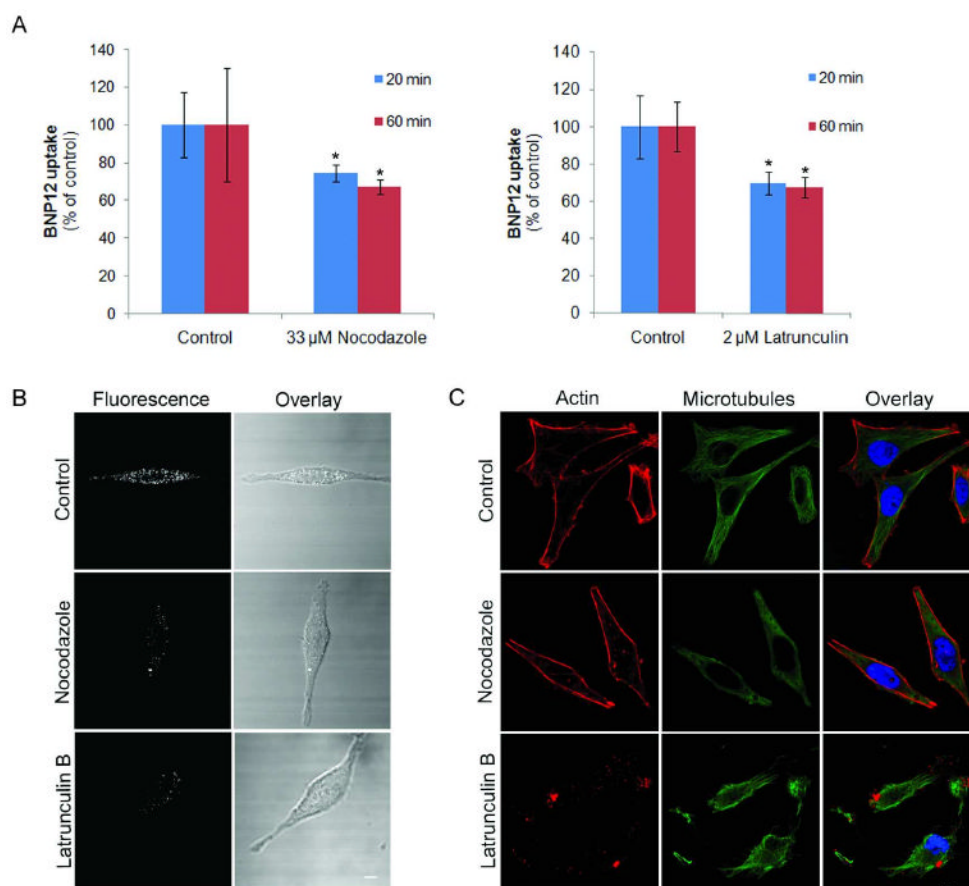 A
140
120
100
80
60
40
20
0
BNP12 uptake
(% of control)
20 min
60 min
*
*
Control
33 µM Nocodazole
140
120
100
80
60
40
20
0
BNP12 uptake
(% of control)
20 min
60 min
*
*
Control
2 µM Latrunculin
B
Fluorescence
Overlay
Control
Nocodazole
Latrunculin B
C
Actin
Microtubules
Overlay
Control
Nocodazole
Latrunculin B